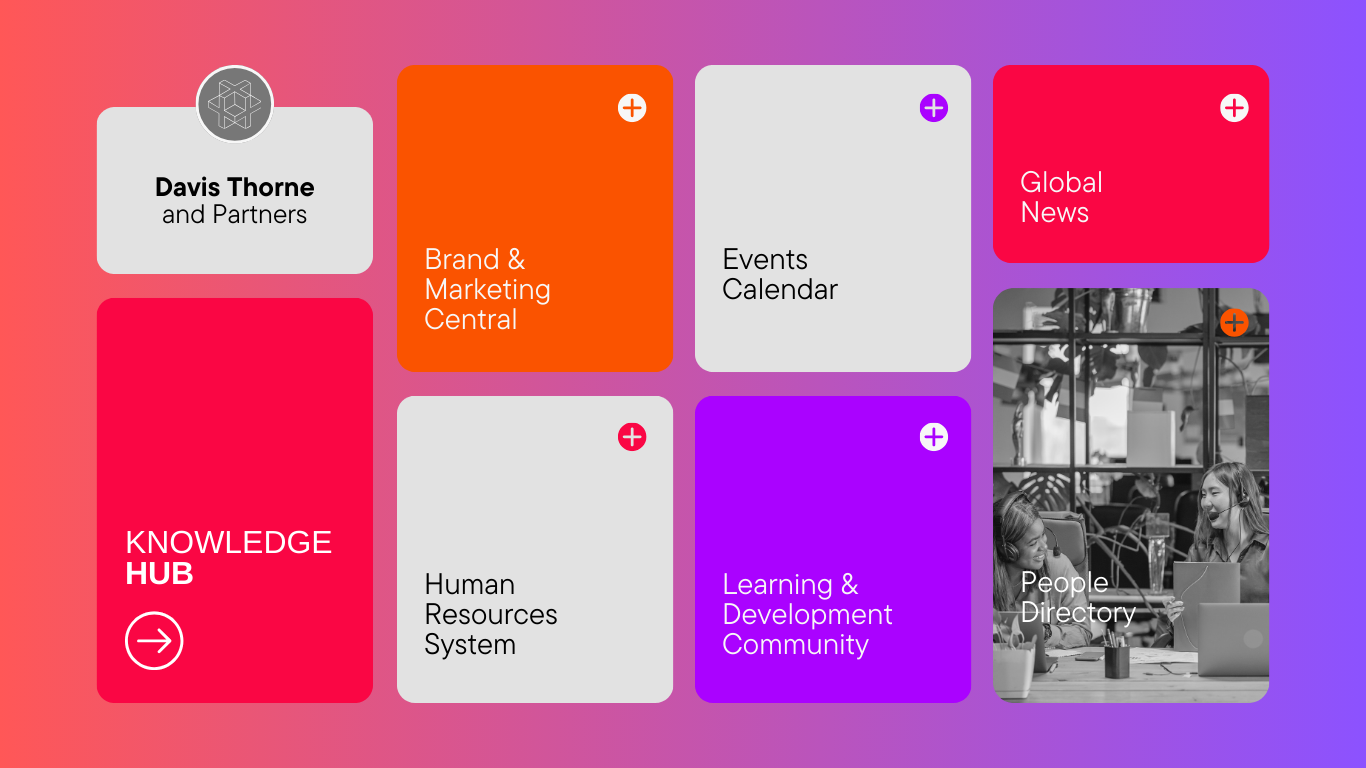 Davis Thorne
and Partners
KNOWLEDGE
HUB
Brand &
Marketing
Central
Human
Resources
System
Events
Calendar
Learning &
Development
Community
Global
News
People
Directory